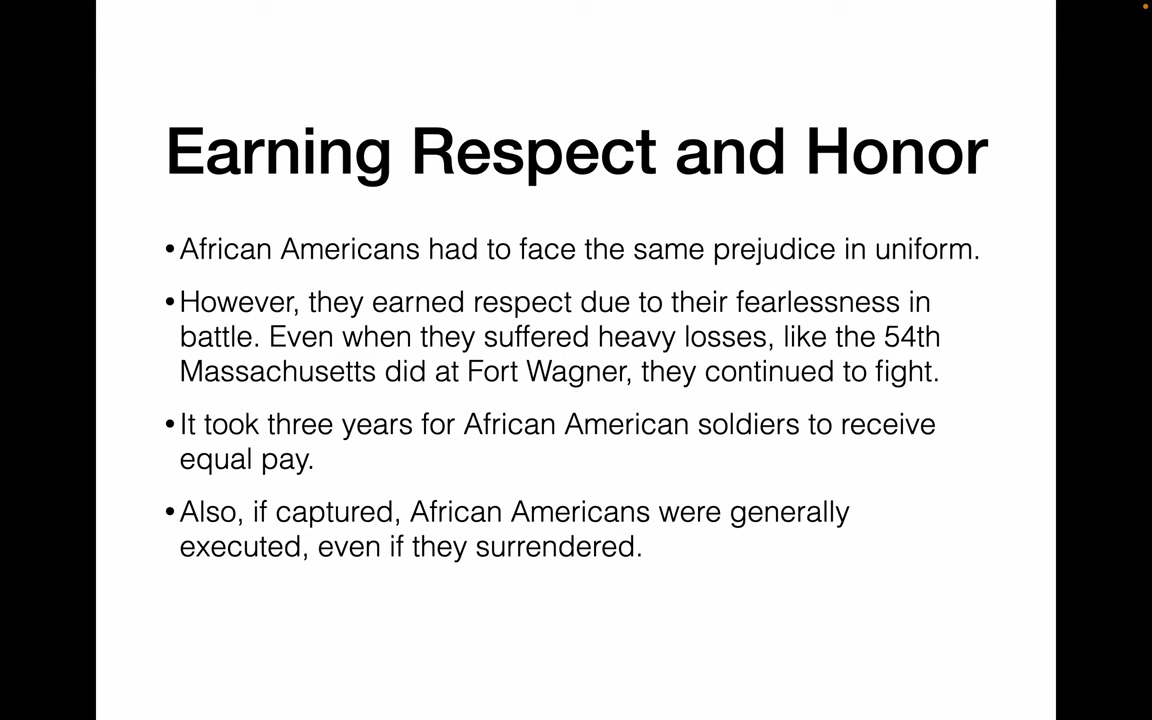 Earning Respect and Honor
•African Americans had to face the same prejudice in uniform.
•However, they earned respect due to their fearlessness in
battle. Even when they suffered heavy losses, like the 54th
Massachusetts did at Fort Wagner, they continued to fight.
•It took three years for African American soldiers to receive
equal pay.
•Also, if captured, African Americans were generally
executed, even if they surrendered.